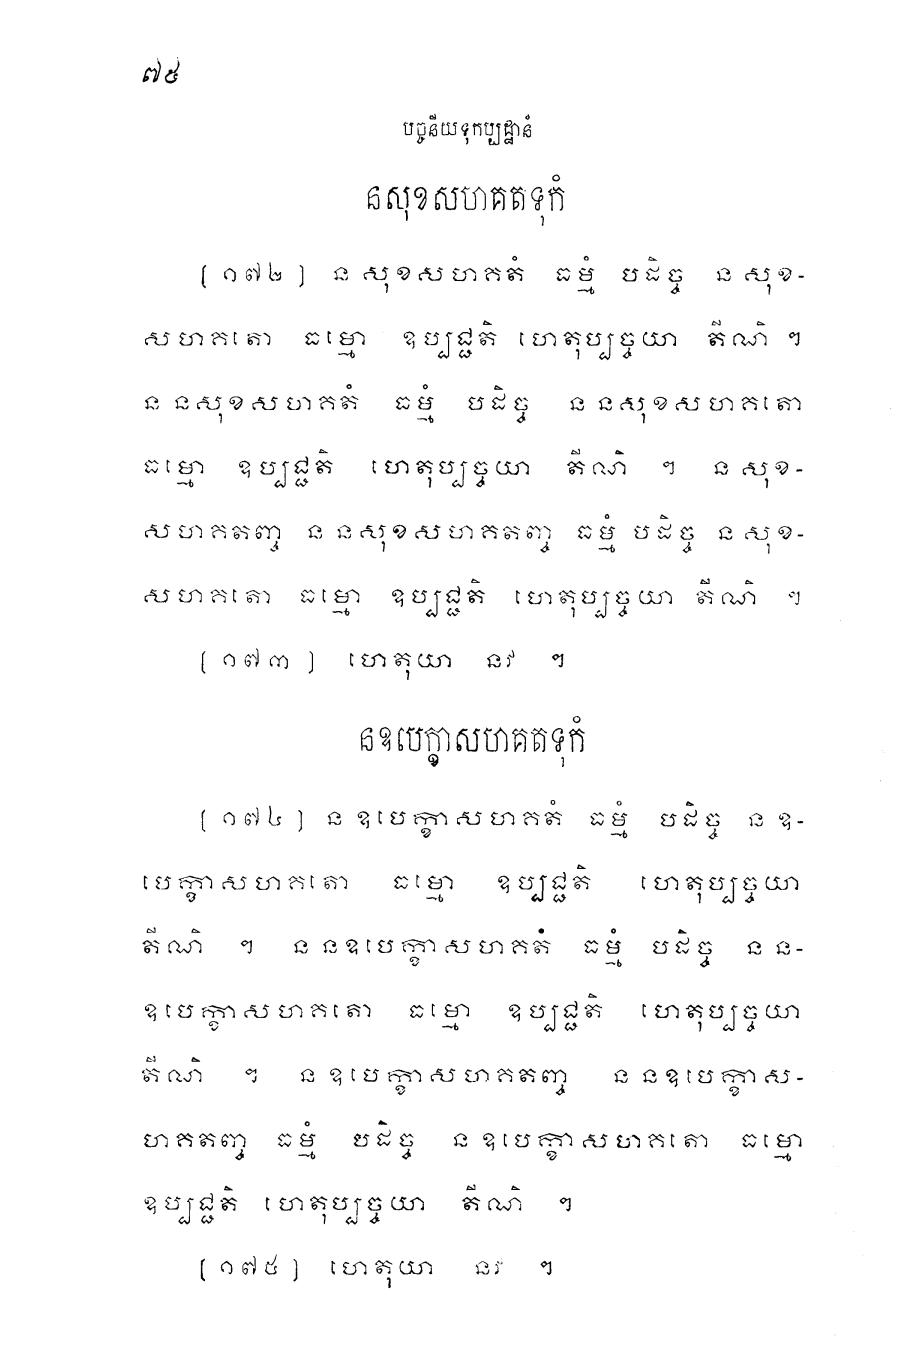 ៧៥
បច្ចនីយទុកប្បដ្ឋានំ
នសុខសហគតទុកំ
[ ១៧២ ] ន សុខសហគតំ ធម្មំ បដិច្ច ន សុខ-
សហគតោ ធម្មោ ឧប្បជ្ជតិ ហេតុប្បច្ចយា តីណិ ។
ន នសុខសហគតំ ធម្មំ បដិច្ច ន នសុខសហគតោ
ធម្មោ ឧប្បជ្ជតិ ហេតុប្បច្ចយា តីណិ ។ ន សុខ-
សហគតញ្ច ន នសុខសហគតញ្ច ធម្មំ បដិច្ច ន សុខ-
សហគតោ ធម្មោ ឧប្បជ្ជតិ ហេតុប្បច្ចយា តីណិ ។
[ ១៧៣ ] ហេតុយា នវ ។
នឧបេក្ខាសហគតទុកំ
[ ១៧៤ ] ន ឧបេក្ខាសហគតំ ធម្មំ បដិច្ច ន ឧ-
បេក្ខាសហគតោ ធម្មោ ឧប្បជ្ជតិ ហេតុប្បច្ចយា
តីណិ ។ ន នឧបេក្ខាសហគតំ ធម្មំ បដិច្ច ន ន-
ឧបេក្ខាសហគតោ ធម្មោ ឧប្បជ្ជតិ ហេតុប្បច្ចយា
តីណិ ។ ន ឧបេក្ខាសហគតញ្ច ន នឧបេក្ខាស-
ហគតញ្ច ធម្មំ បដិច្ច ន ឧបេក្ខាសហគតោ ធម្មោ
ឧប្បជ្ជតិ ហេតុប្បច្ចយា តីណិ ។
[ ១៧៥ ] ហេតុយា នវ ។